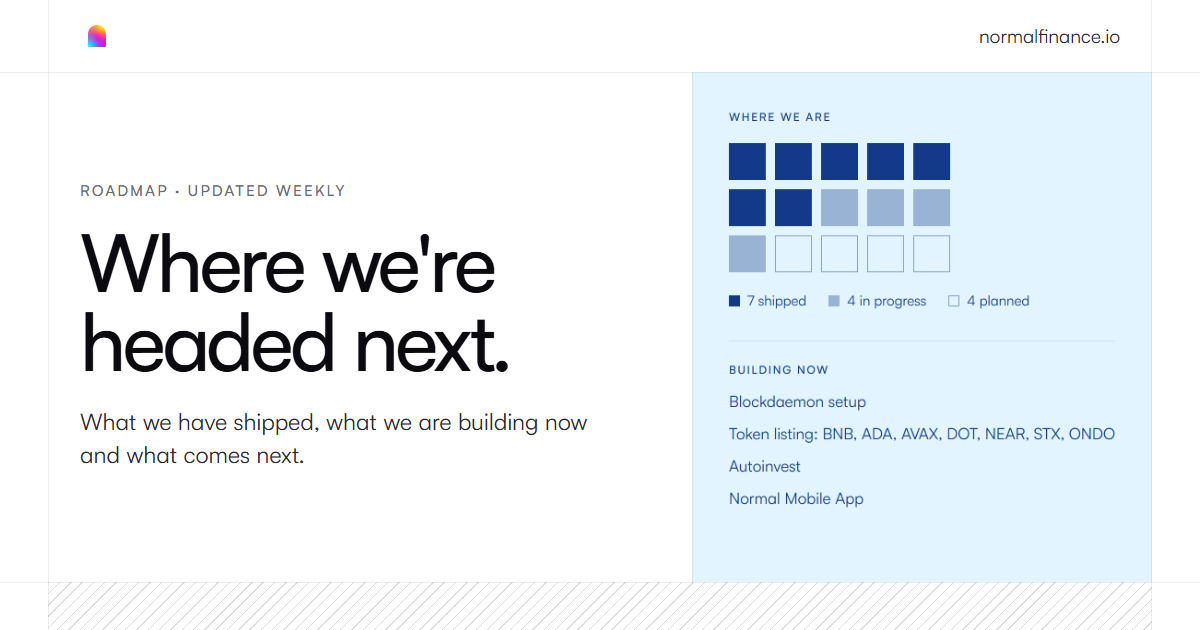 normalfinance.io
ROADMAP • UPDATED WEEKLY
Where we're
headed next.
What we have shipped, what we are building now
and what comes next.
WHERE WE ARE
7 shipped
4 in progress
4 planned
BUILDING NOW
Blockdaemon setup
Token listing: BNB, ADA, AVAX, DOT, NEAR, STX, ONDO
Autoinvest
Normal Mobile App